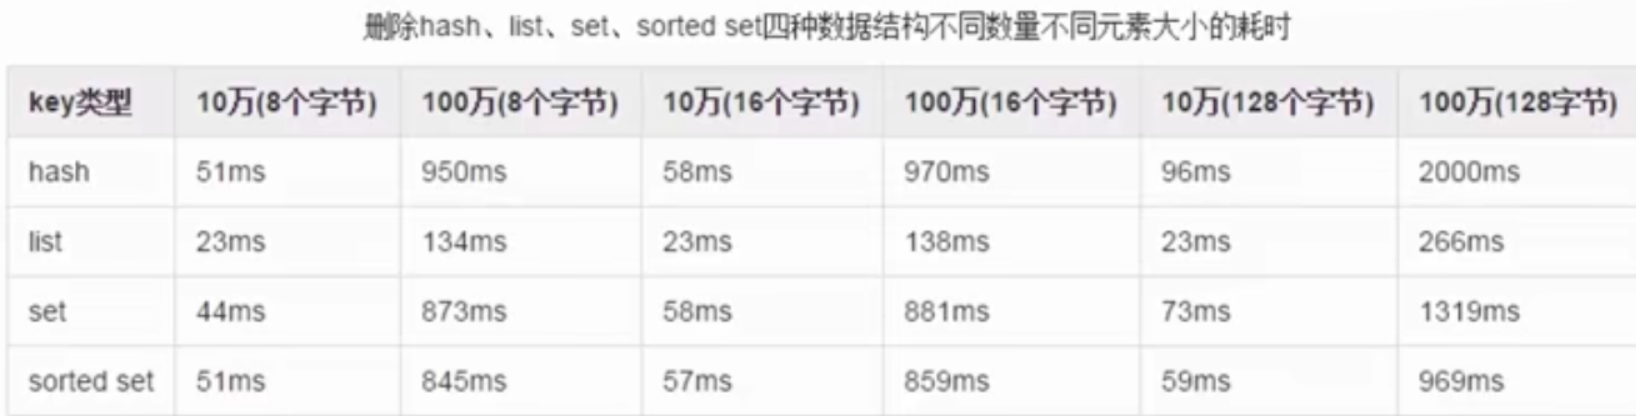 删除hash、list、set、sorted set四种数据结构不同数量不同元素大小的耗时
key类型 10万(8个字节) 100万(8个字节) 10万(16个字节) 100万(16个字节) 10万(128个字节) 100万(128字节)
hash 51ms 950ms 58ms 970ms 96ms 2000ms
list 23ms 134ms 23ms 138ms 23ms 266ms
set 44ms 873ms 58ms 881ms 73ms 1319ms
sorted set 51ms 845ms 57ms 859ms 59ms 969ms